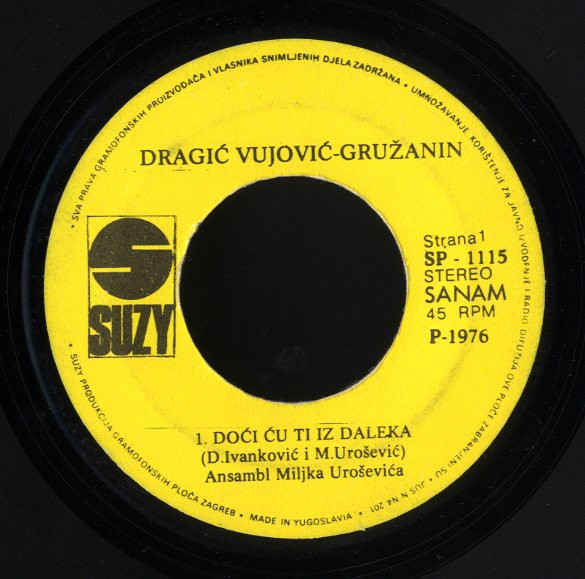 • SVA PRAVA GRAMOFONSKIH PROIZVOĐAČA I VLASNIKA SNIMLJENIH DJELA ZADRŽANA • UMNOŽAVANJE KORIŠTENJE ZA JAVNO IZVOĐENJE I RADIO DIFUZIJA OVE PLOČE ZABRANJENI SU • JUS N N4 201
DRAGIĆ VUJOVIĆ-GRUŽANIN
SUZY
Strana1
SP - 1115
STEREO
SANAM
45 RPM
P-1976
1. DOĆI ĆU TI IZ DALEKA
(D.Ivanković i M.Urošević)
Ansambl Miljka Uroševića
• SUZY PRODUKCIJA GRAMOFONSKIH PLOČA ZAGREB • MADE IN YUGOSLAVIA •